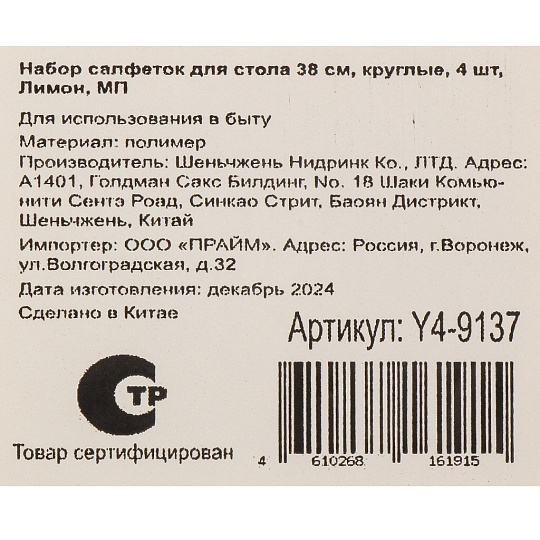 Набор салфеток для стола 38 см, круглые, 4 шт,
Лимон, МП
Для использования в быту
Материал: полимер
Производитель: Шеньчжень Нидринк Ко., ЛТД. Адрес:
А1401, Голдман Сакс Билдинг, No. 18 Шаки Комью-
нити Сентэ Роад, Синкао Стрит, Баоян Дистрикт,
Шеньчжень, Китай
Импортер: ООО «ПРАЙМ». Адрес: Россия, г.Воронеж,
ул.Волгоградская, д.32
Дата изготовления: декабрь 2024
Сделано в Китае
Артикул: Y4-9137
ТР
Товар сертифицирован
4 610268 161915